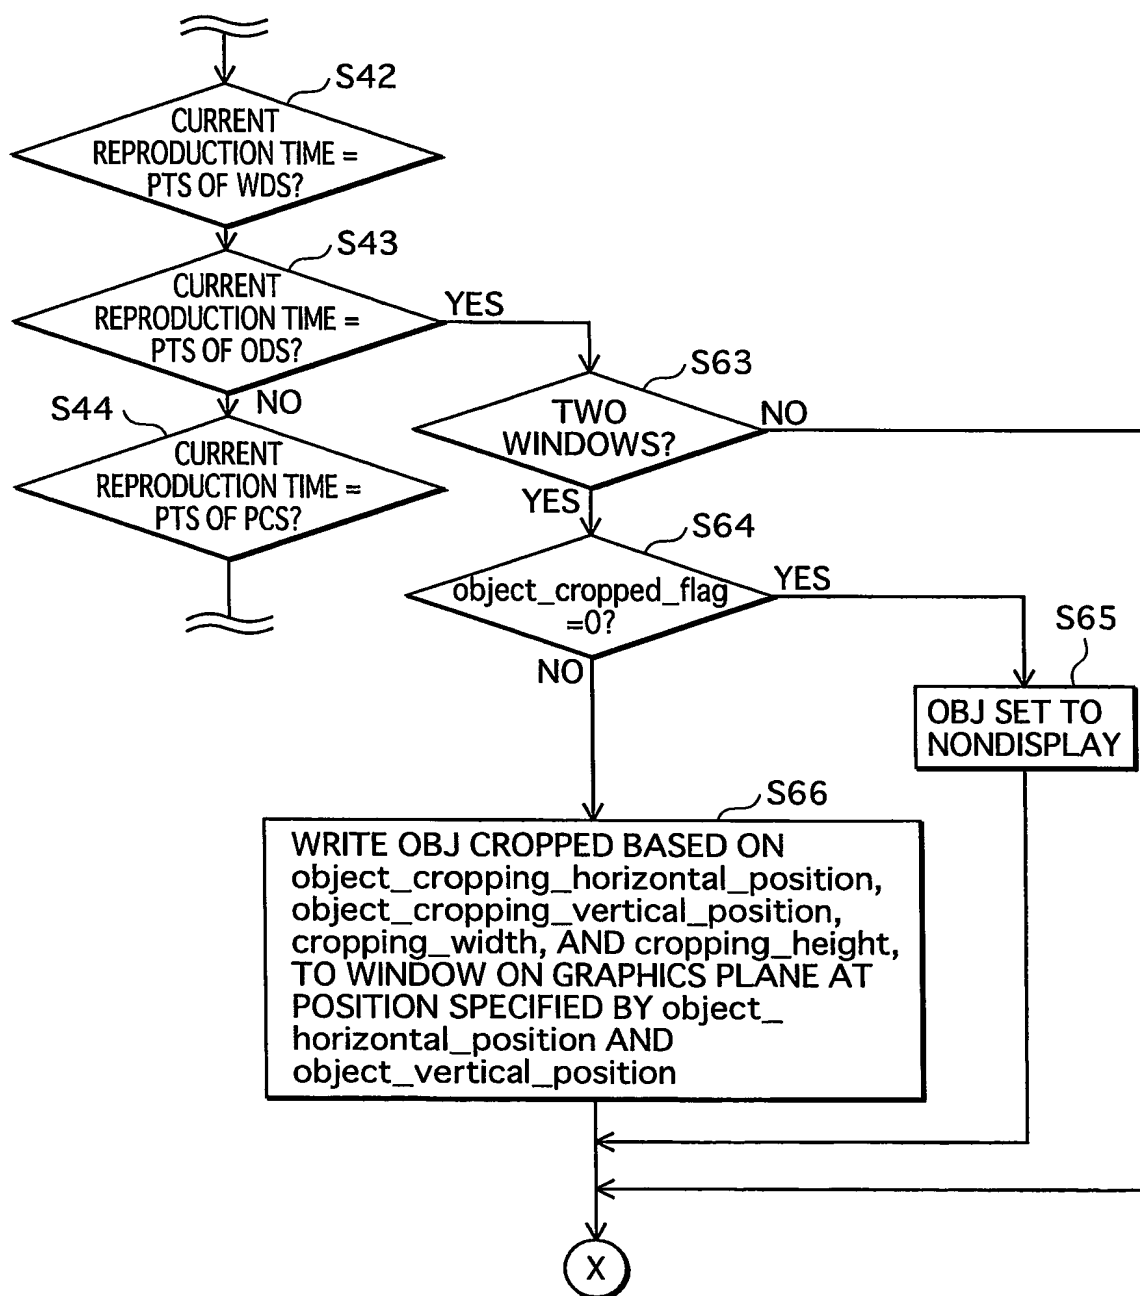 S42
CURRENT
REPRODUCTION TIME =
PTS OF WDS?
S43
CURRENT
REPRODUCTION TIME =
PTS OF ODS?
YES
NO
S44
CURRENT
REPRODUCTION TIME =
PTS OF PCS?
S63
TWO
WINDOWS?
NO
YES
S64
object_cropped_flag
=0?
YES
NO
S65
OBJ SET TO
NONDISPLAY
S66
WRITE OBJ CROPPED BASED ON
object_cropping_horizontal_position,
object_cropping_vertical_position,
cropping_width, AND cropping_height,
TO WINDOW ON GRAPHICS PLANE AT
POSITION SPECIFIED BY object_
horizontal_position AND
object_vertical_position
X